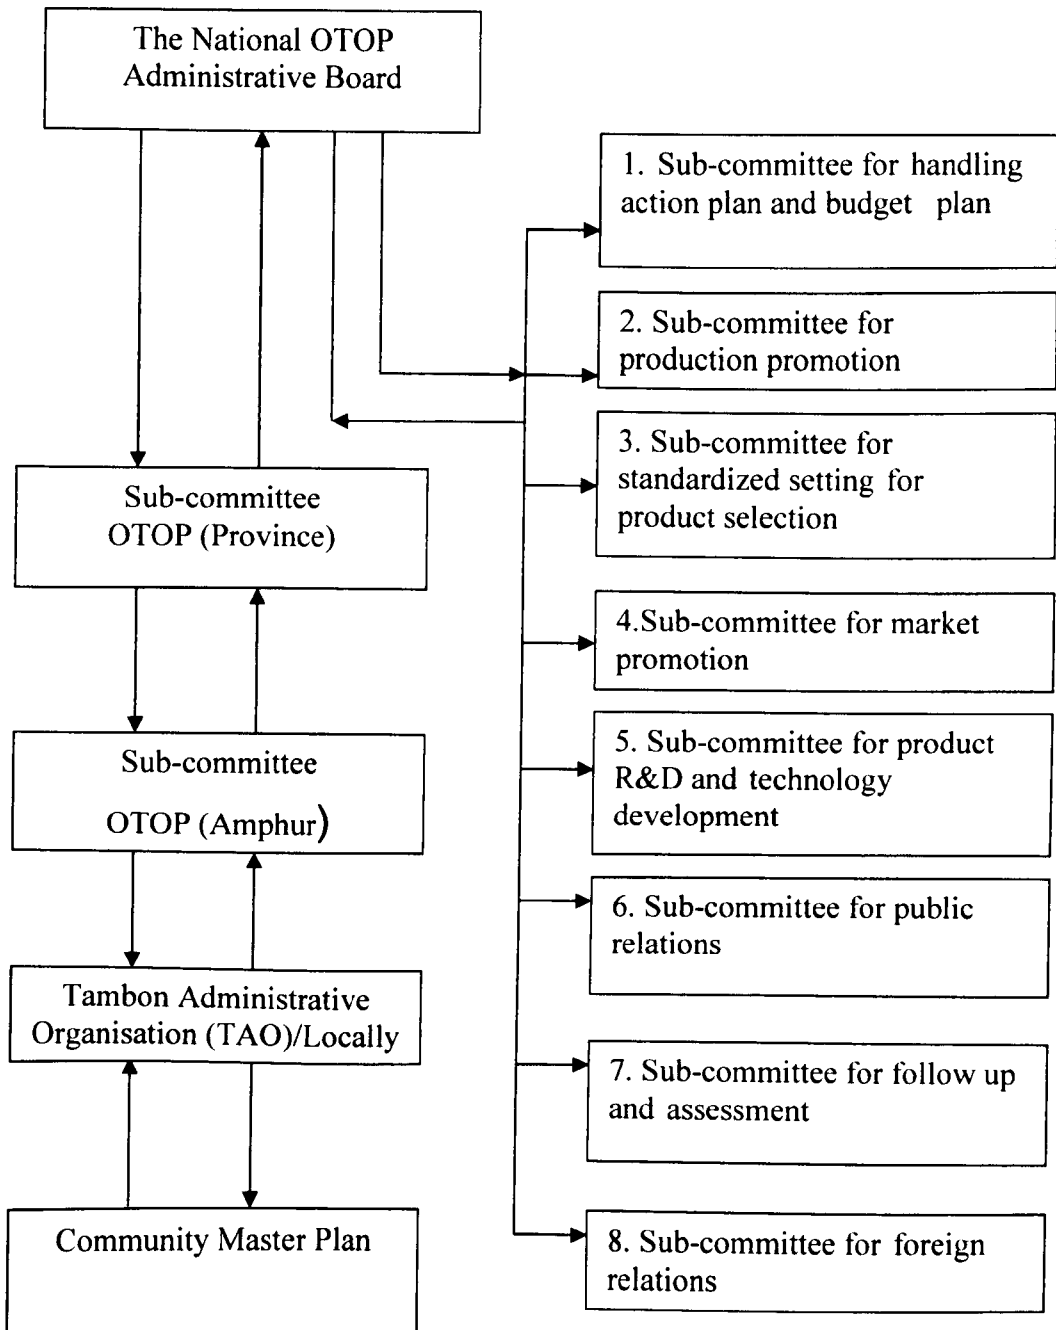 The National OTOP
Administrative Board
Sub-committee
OTOP (Province)
Sub-committee
OTOP (Amphur)
Tambon Administrative
Organisation (TAO)/Locally
Community Master Plan
1. Sub-committee for handling
action plan and budget plan
2. Sub-committee for
production promotion
3. Sub-committee for
standardized setting for
product selection
4.Sub-committee for market
promotion
5. Sub-committee for product
R&D and technology
development
6. Sub-committee for public
relations
7. Sub-committee for follow up
and assessment
8. Sub-committee for foreign
relations